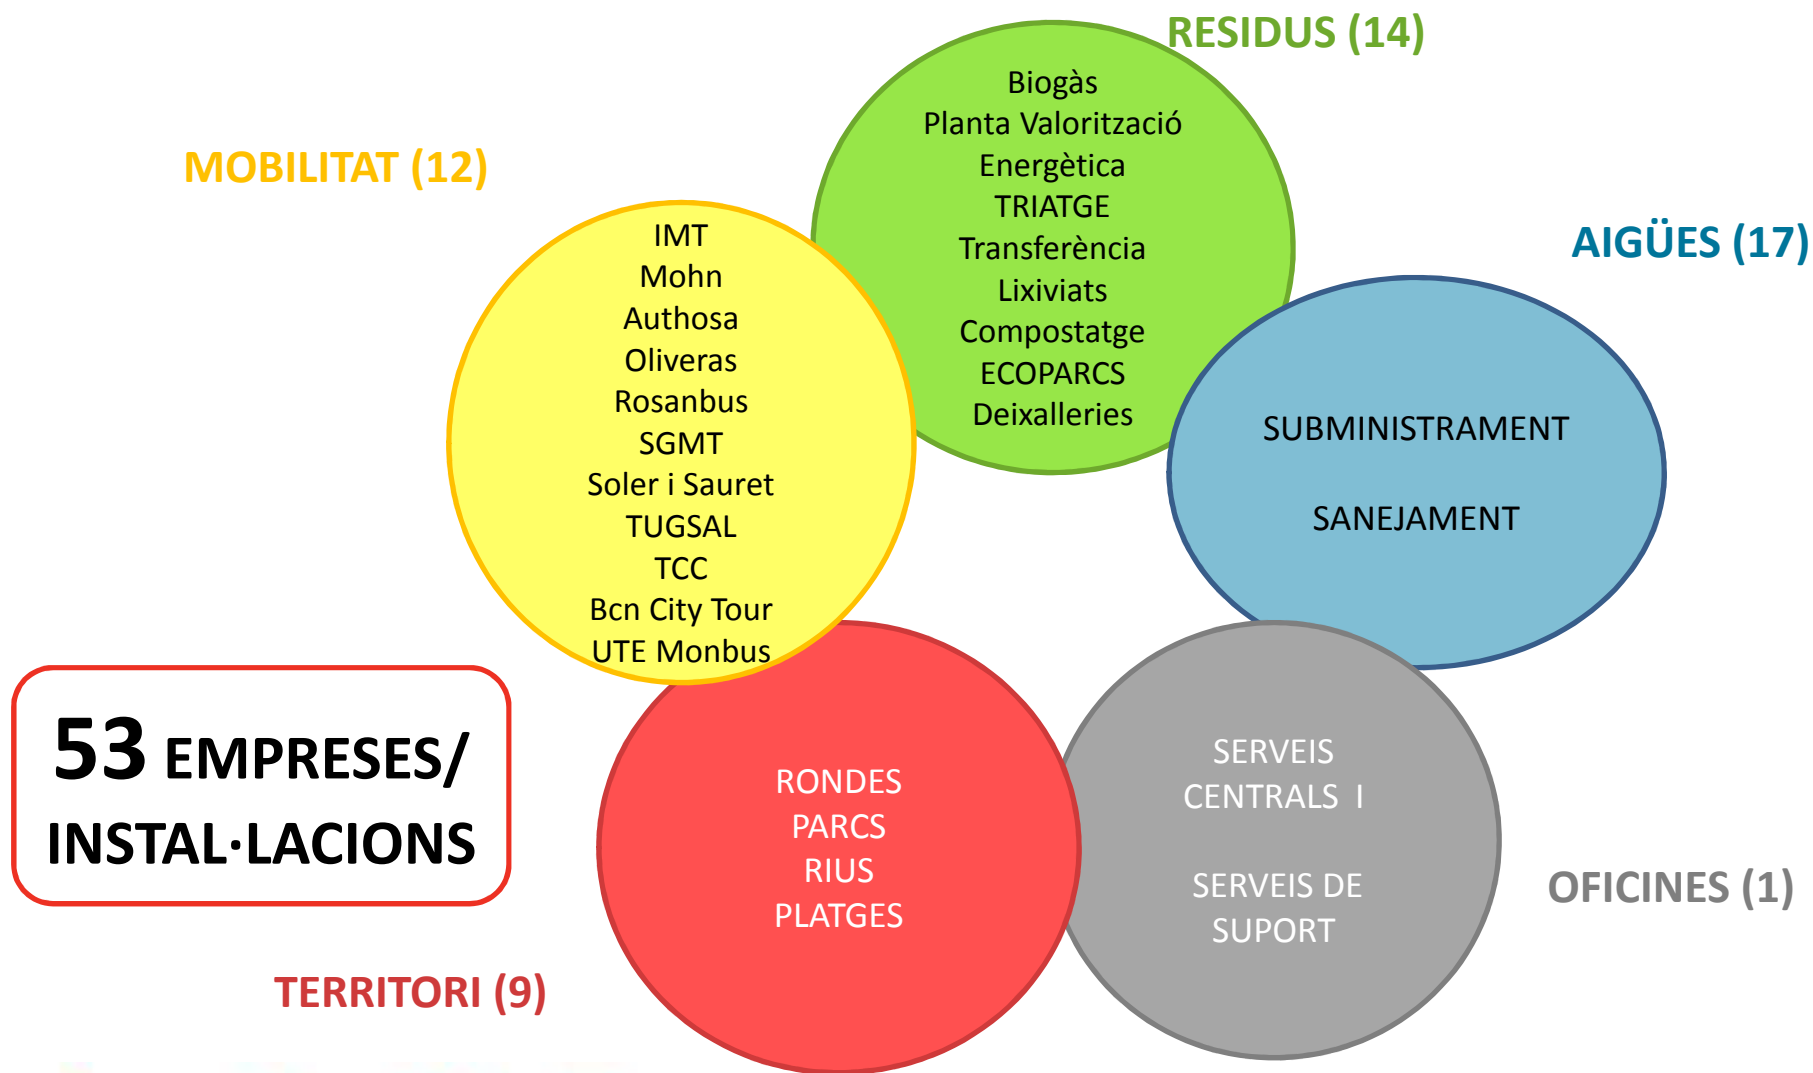 RESIDUS (14)
Biogàs
Planta Valorització
Energètica
TRIATGE
Transferència
Lixiviats
Compostatge
ECOPARCS
Deixalleries
MOBILITAT (12)
IMT
Mohn
Authosa
Oliveras
Rosanbus
SGMT
Soler i Sauret
TUGSAL
TCC
Bcn City Tour
UTE Monbus
AIGÜES (17)
SUBMINISTRAMENT
SANEJAMENT
53 EMPRESES/
INSTAL·LACIONS
RONDES
PARCS
RIUS
PLATGES
TERRITORI (9)
SERVEIS
CENTRALS I
SERVEIS DE
SUPORT
OFICINES (1)